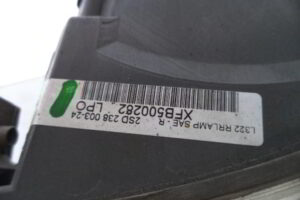 L322 RRLAMP SAE - R
XFB500282 LPO
2SD 238 003-24